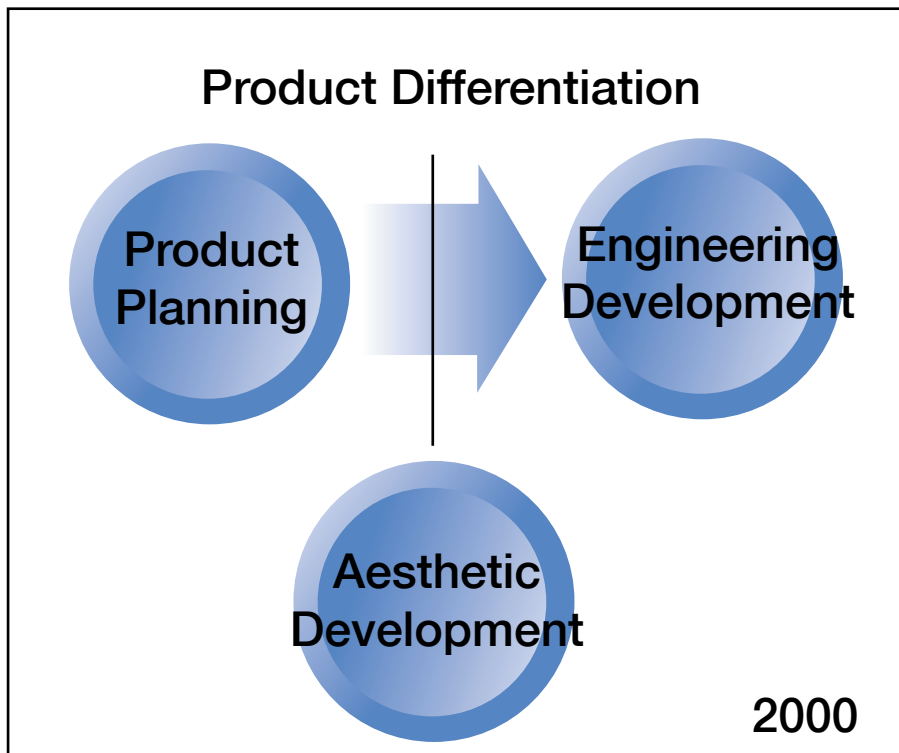 Product Differentiation
Product
Planning
Engineering
Development
Aesthetic
Development
2000